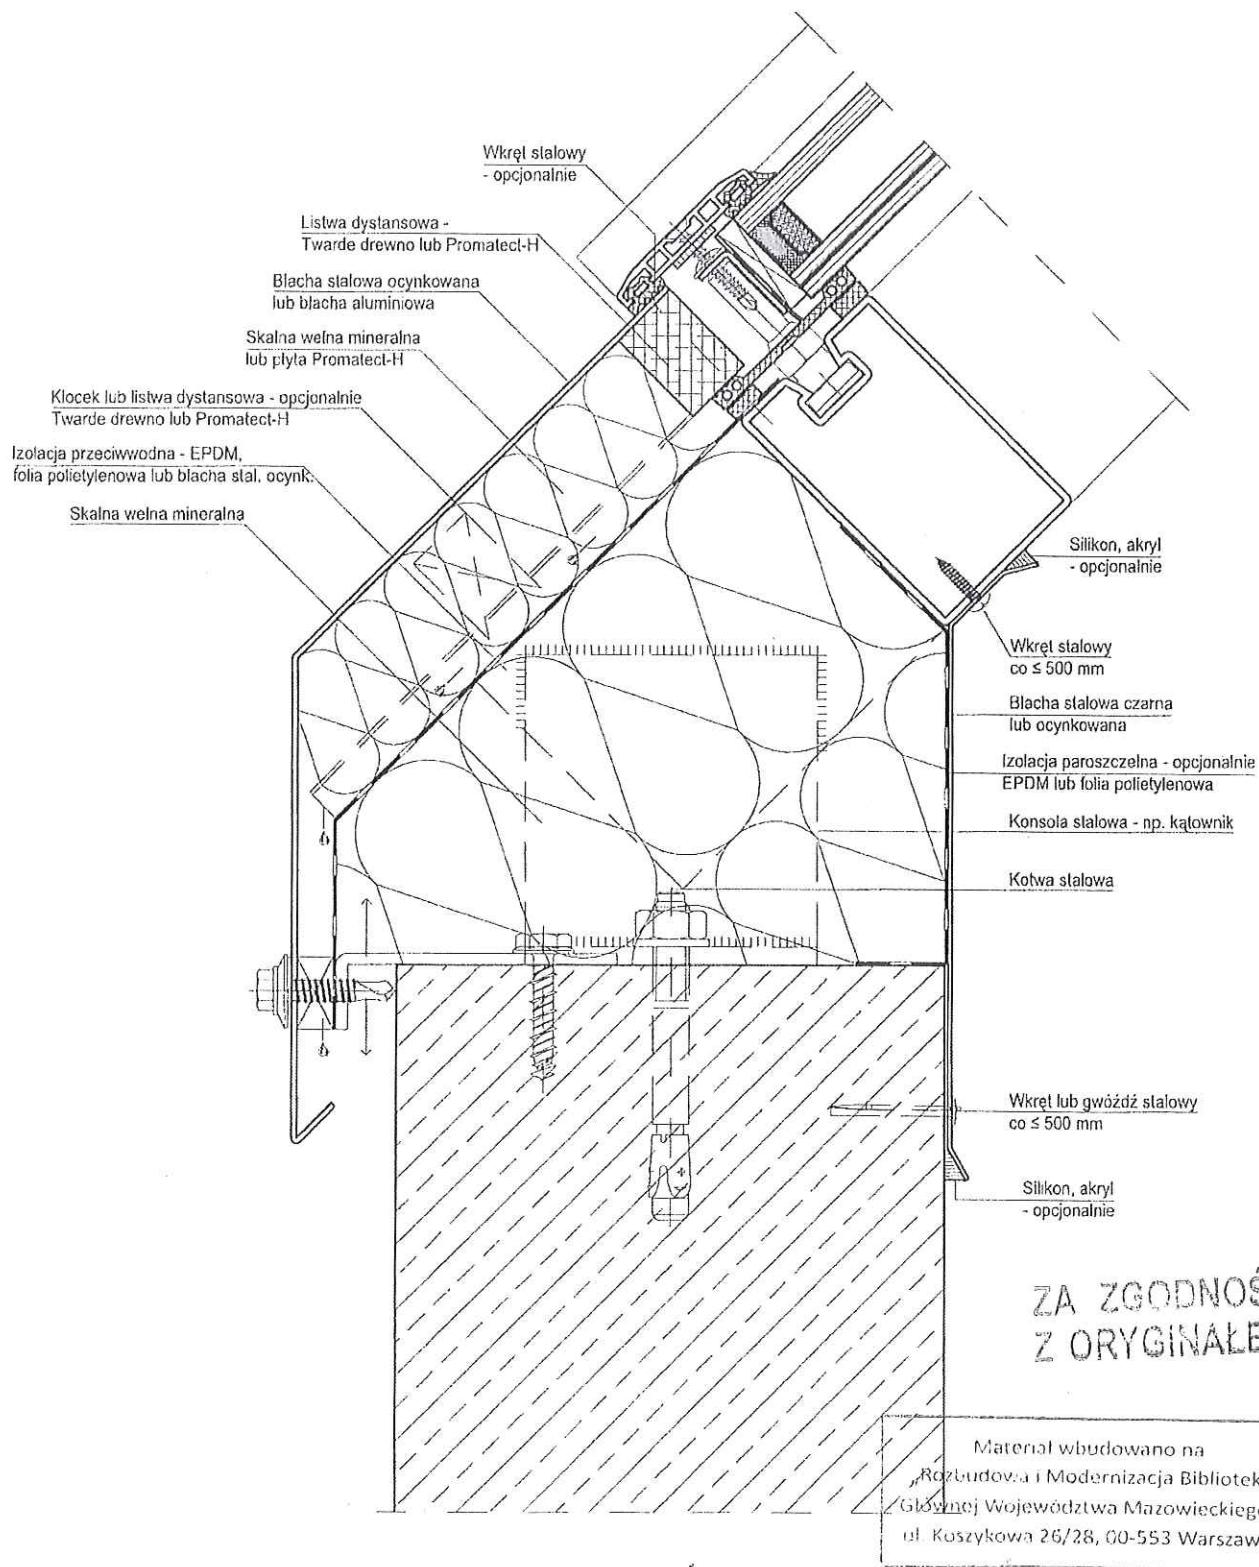 Wkręt stalowy
- opcjonalnie
Listwa dystansowa -
Twarde drewno lub Promatect-H
Blacha stalowa ocynkowana
lub blacha aluminiowa
Skalna wełna mineralna
lub płyta Promatect-H
Klocek lub listwa dystansowa - opcjonalnie
Twarde drewno lub Promatect-H
Izolacja przeciwwodna - EPDM,
folia polietylenowa lub blacha stal. ocynk.
Skalna wełna mineralna
Silikon, akryl
- opcjonalnie
Wkręt stalowy
co ≤ 500 mm
Blacha stalowa czarna
lub ocynkowana
Izolacja paroszczelna - opcjonalnie
EPDM lub folia polietylenowa
Konsola stalowa - np. kątownik
Kotwa stalowa
Wkręt lub gwóźdź stalowy
co ≤ 500 mm
Silikon, akryl
- opcjonalnie
ZA ZGODNOŚ
Z ORYGINAŁE
Materiał wbudowano na
„Rozbudowa i Modernizacja Bibliotek
Głównej Województwa Mazowieckieg
ul. Koszykowa 26/28, 00-553 Warszaw